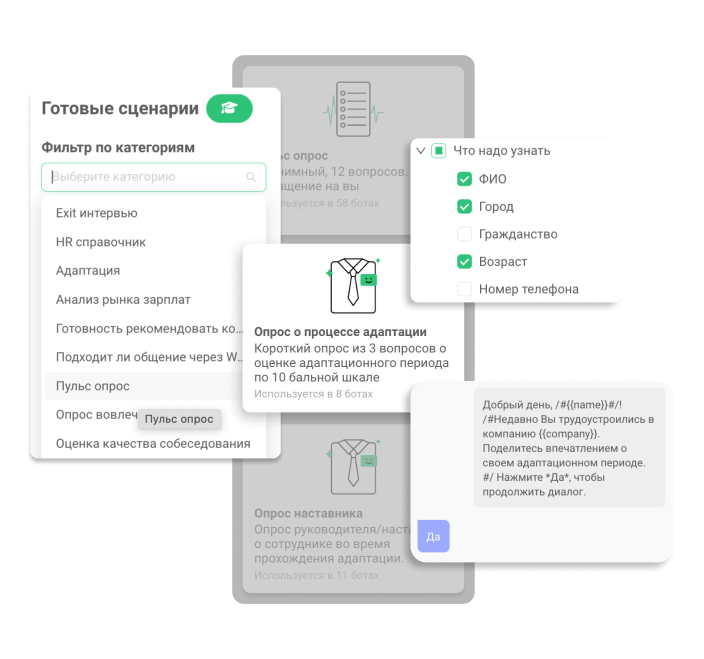 Готовые сценарии
Фильтр по категориям
Выберите категорию
Exit интервью
HR справочник
Адаптация
Анализ рынка зарплат
Готовность рекомендовать ко...
Подходит ли общение через W...
Пульс опрос
Опрос вовлеч
Пульс опрос
Оценка качества собеседования
ьс опрос
нимный, 12 вопросов.
ащение на вы
льзуется в 58 ботах
Опрос о процессе адаптации
Короткий опрос из 3 вопросов о
оценке адаптационного периода
по 10 бальной шкале
Используется в 8 ботах
Опрос наставника
Опрос руководителя/наст
о сотруднике во время
прохождения адаптации.
Используется в 11 ботах
Что надо узнать
ФИО
Город
Гражданство
Возраст
Номер телефона
Добрый день, /#{{name}}#/!
/#Недавно Вы трудоустроились в
компанию {{company}}.
Поделитесь впечатлением о
своем адаптационном периоде.
#/ Нажмите *Да*, чтобы
продолжить диалог.
Да